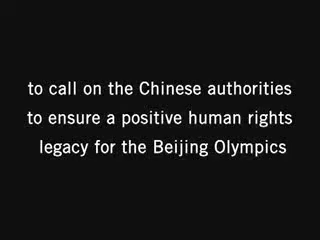 to call on the Chinese authorities
to ensure a positive human rights
legacy for the Beijing Olympics